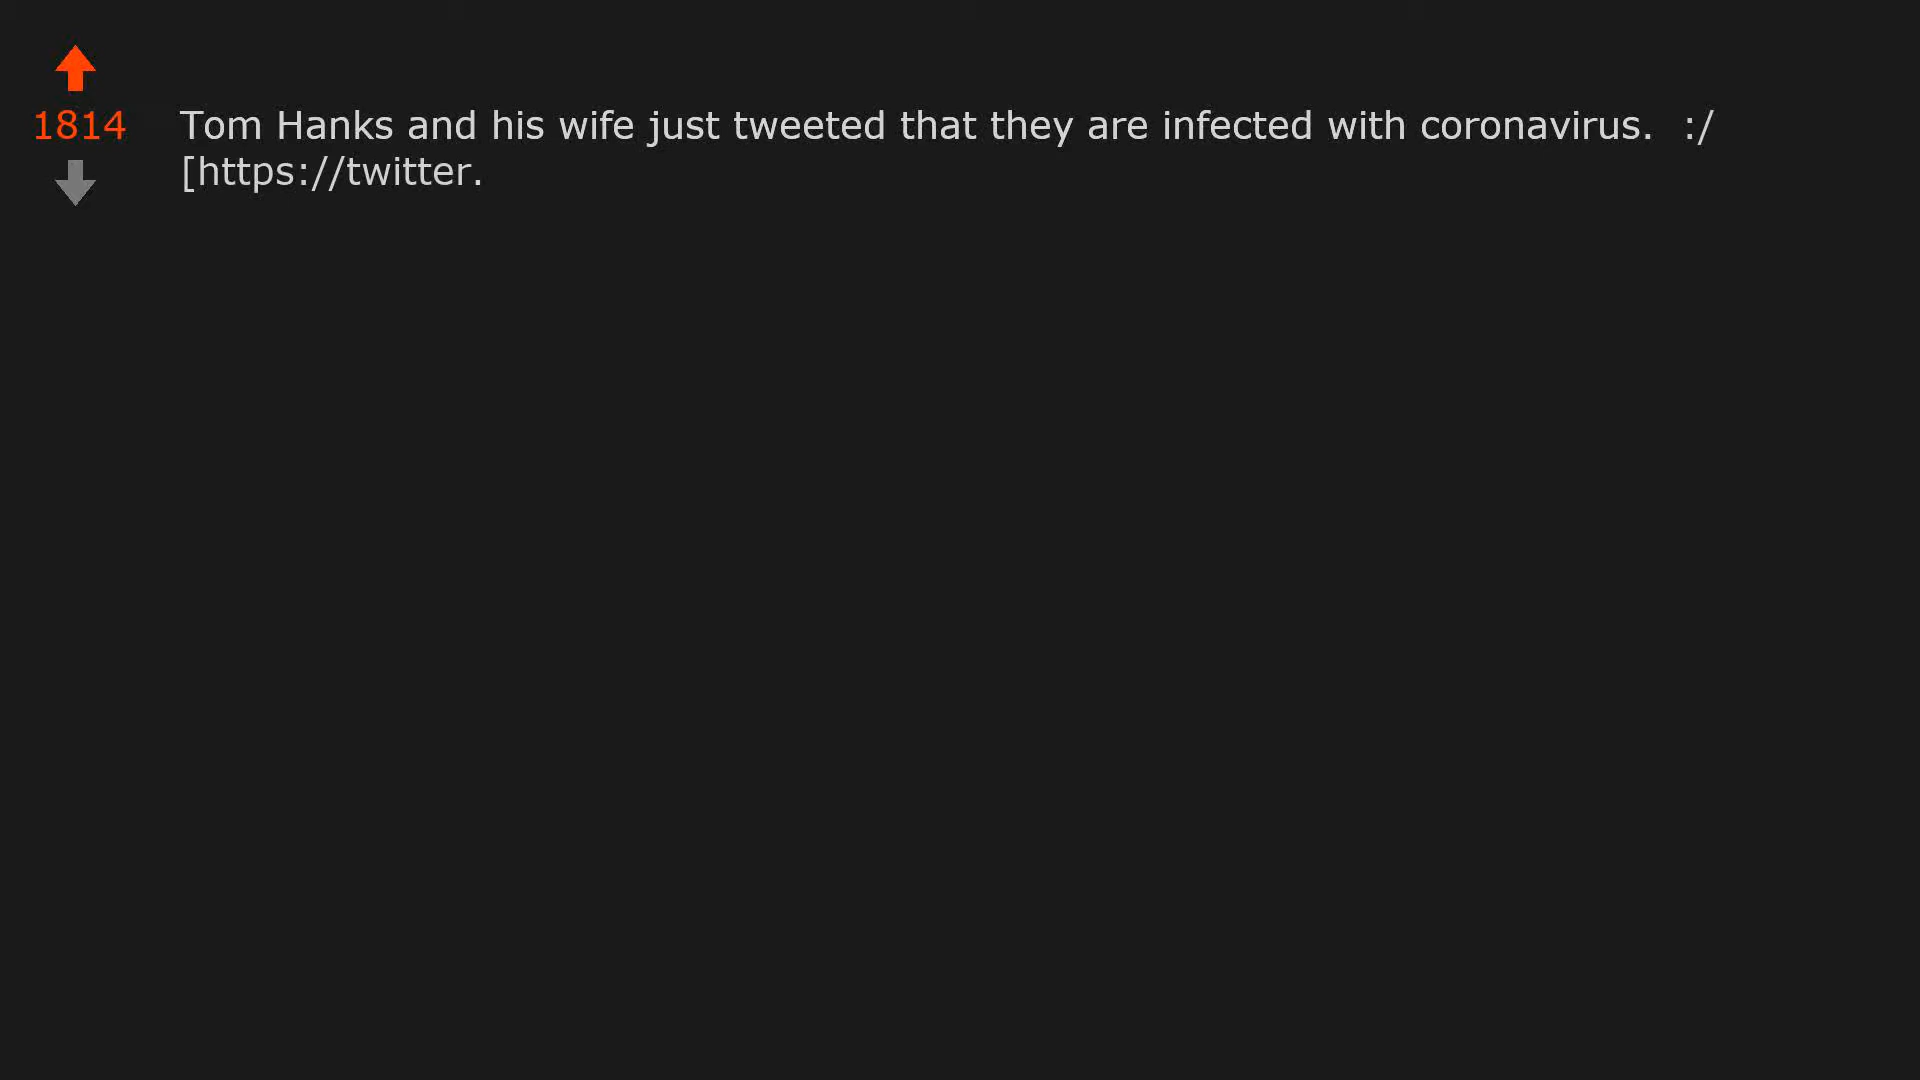 1814
Tom Hanks and his wife just tweeted that they are infected with coronavirus.  :/
[https://twitter.